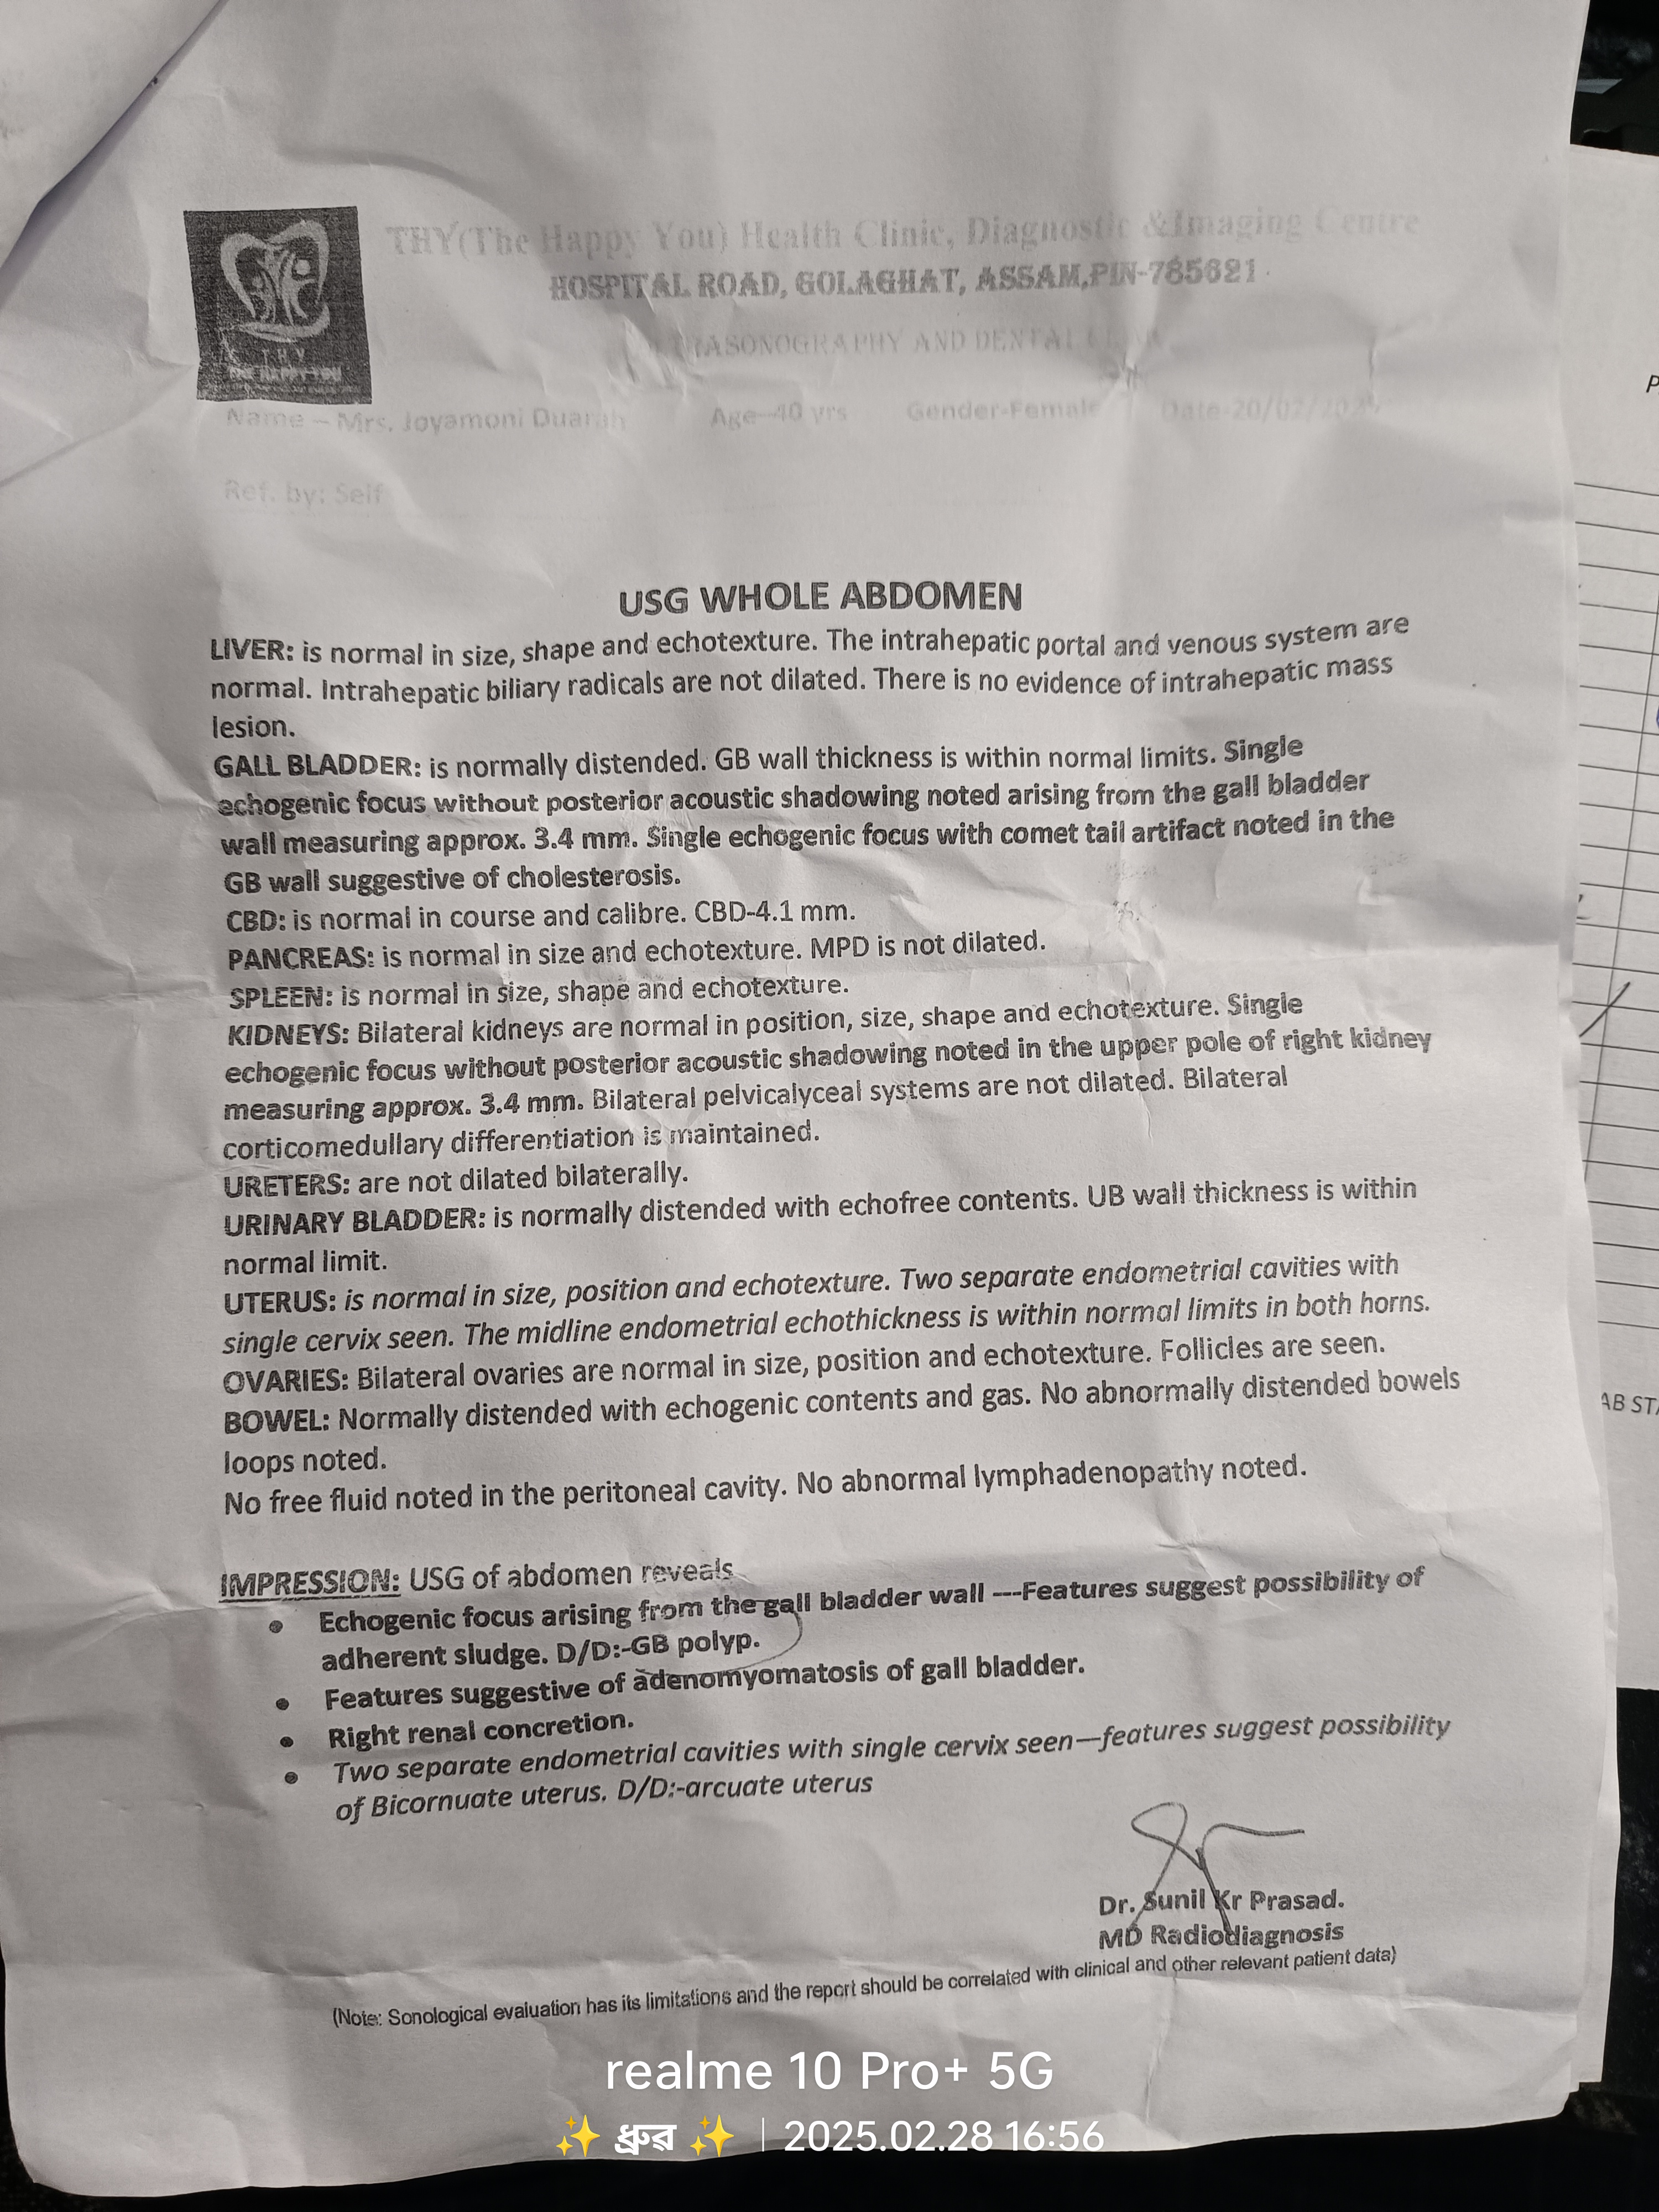 THY(The Happy You) Health Clinic, Diagnostic &Imaging Centre
HOSPITAL ROAD, GOLAGHAT, ASSAM,PIN-785621
AND DENTAL
T H Y
THE HAPPY YOU
Name – Mrs. Joyamoni Duarah Age-40 yrs Gender-Female
Ref. by: Self
USG WHOLE ABDOMEN
LIVER: is normal in size, shape and echotexture. The intrahepatic portal and venous system are
normal. Intrahepatic biliary radicals are not dilated. There is no evidence of intrahepatic mass
lesion.
GALL BLADDER: is normally distended. GB wall thickness is within normal limits. Single
echogenic focus without posterior acoustic shadowing noted arising from the gall bladder
wall measuring approx. 3.4 mm. Single echogenic focus with comet tail artifact noted in the
GB wall suggestive of cholesterosis.
CBD: is normal in course and calibre. CBD-4.1 mm.
PANCREAS: is normal in size and echotexture. MPD is not dilated.
SPLEEN: is normal in size, shape and echotexture.
KIDNEYS: Bilateral kidneys are normal in position, size, shape and echotexture. Single
echogenic focus without posterior acoustic shadowing noted in the upper pole of right kidney
measuring approx. 3.4 mm. Bilateral pelvicalyceal systems are not dilated. Bilateral
corticomedullary differentiation is maintained.
URETERS: are not dilated bilaterally.
URINARY BLADDER: is normally distended with echofree contents. UB wall thickness is within
normal limit.
UTERUS: is normal in size, position and echotexture. Two separate endometrial cavities with
single cervix seen. The midline endometrial echothickness is within normal limits in both horns.
OVARIES: Bilateral ovaries are normal in size, position and echotexture. Follicles are seen.
BOWEL: Normally distended with echogenic contents and gas. No abnormally distended bowels
loops noted.
No free fluid noted in the peritoneal cavity. No abnormal lymphadenopathy noted.
IMPRESSION: USG of abdomen reveals
• Echogenic focus arising from the gall bladder wall ---Features suggest possibility of
adherent sludge. D/D:-GB polyp.
• Features suggestive of adenomyomatosis of gall bladder.
• Right renal concretion.
• Two separate endometrial cavities with single cervix seen—features suggest possibility
of Bicornuate uterus. D/D:-arcuate uterus
Dr. Sunil Kr Prasad.
MD Radiodiagnosis
(Note: Sonological evaluation has its limitations and the report should be correlated with clinical and other relevant patient data)
AB STA
realme 10 Pro+ 5G
✨ ধ্ৰুৱ ✨ | 2025.02.28 16:56